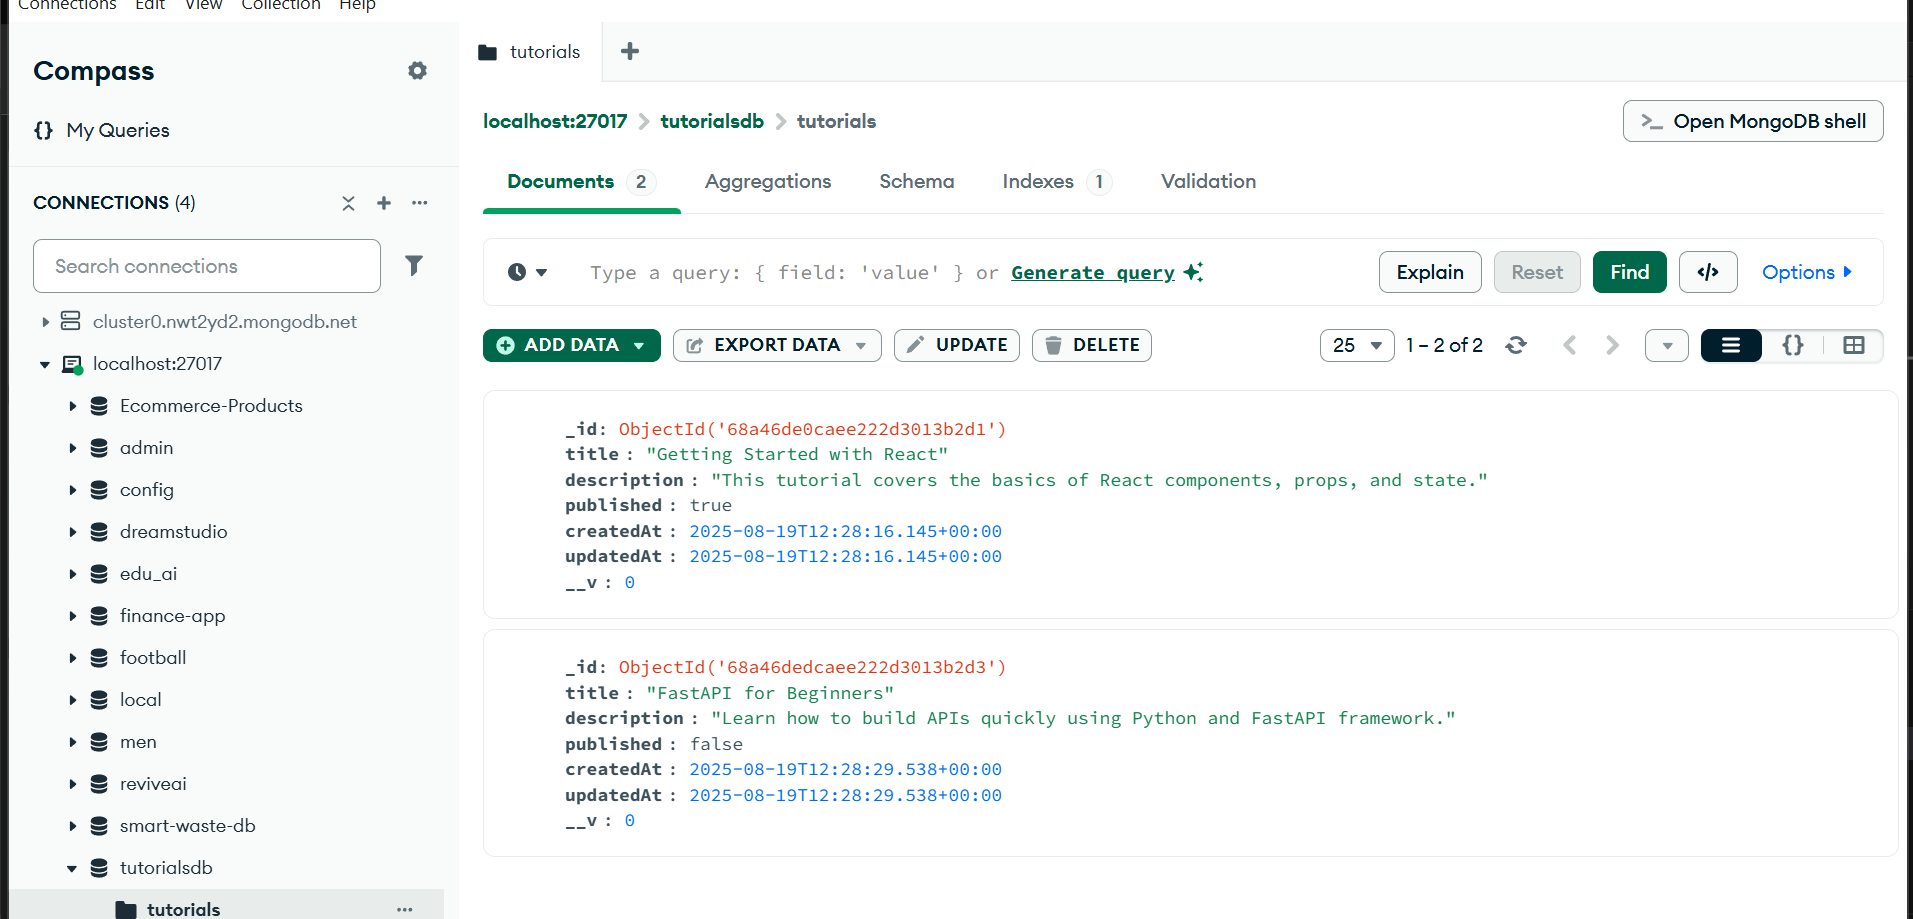 Connections Edit View Collection Help
Compass
My Queries
CONNECTIONS (4)
Search connections
cluster0.nwt2yd2.mongodb.net
localhost:27017
Ecommerce-Products
admin
config
dreamstudio
edu_ai
finance-app
football
local
men
reviveai
smart-waste-db
tutorialsdb
tutorials
tutorials
localhost:27017 > tutorialsdb > tutorials
>_ Open MongoDB shell
Documents 2 Aggregations Schema Indexes 1 Validation
Type a query: { field: 'value' } or Generate query
Explain Reset Find </> Options
ADD DATA EXPORT DATA UPDATE DELETE 25 1 – 2 of 2 {}
_id: ObjectId('68a46de0caee222d3013b2d1')
title : "Getting Started with React"
description : "This tutorial covers the basics of React components, props, and state."
published : true
createdAt : 2025-08-19T12:28:16.145+00:00
updatedAt : 2025-08-19T12:28:16.145+00:00
__v : 0
_id: ObjectId('68a46dedcaee222d3013b2d3')
title : "FastAPI for Beginners"
description : "Learn how to build APIs quickly using Python and FastAPI framework."
published : false
createdAt : 2025-08-19T12:28:29.538+00:00
updatedAt : 2025-08-19T12:28:29.538+00:00
__v : 0